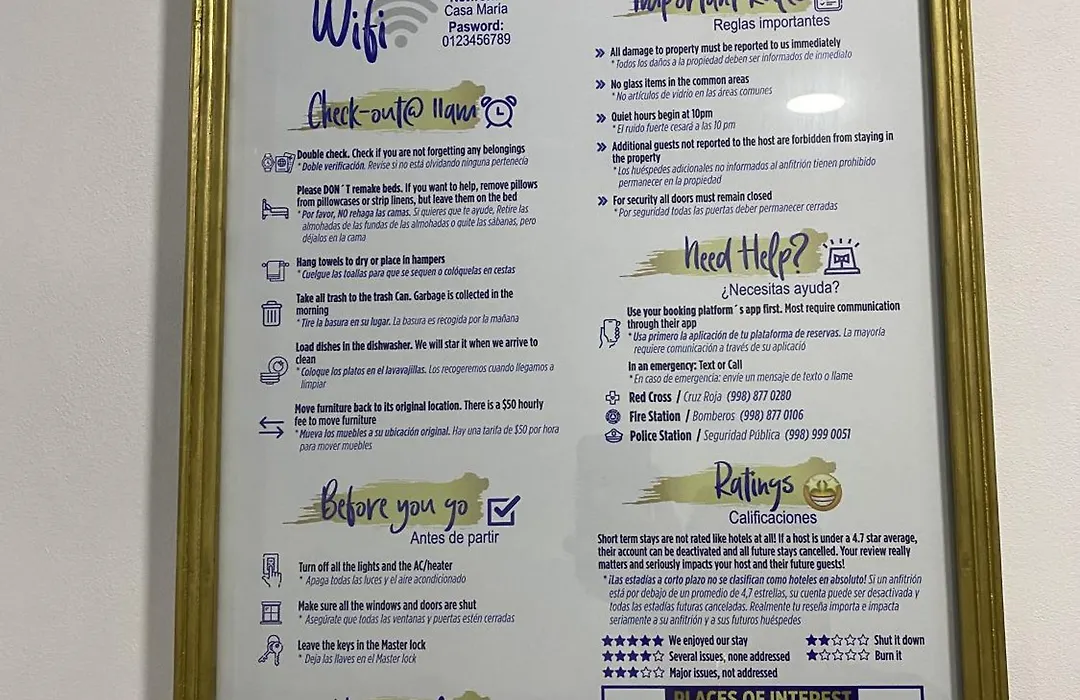 Wifi
Casa María
Pasword:
0123456789
Check-out@ 11am
Double check. Check if you are not forgetting any belongings
* Doble verificación. Revise si no está olvidando ninguna pertenecía
Please DON´T remake beds. If you want to help, remove pillows
from pillowcases or strip linens, but leave them on the bed
* Por favor, NO rehaga las camas. Si quieres que te ayude, Retire las
almohadas de las fundas de las almohadas o quite las sábanas, pero
déjalos en la cama
Hang towels to dry or place in hampers
* Cuelgue las toallas para que se sequen o colóquelas en cestas
Take all trash to the trash Can. Garbage is collected in the
morning
* Tire la basura en su lugar. La basura es recogida por la mañana
Load dishes in the dishwasher. We will star it when we arrive to
clean
* Coloque los platos en el lavavajillas. Los recogeremos cuando llegamos a
limpiar
Move furniture back to its original location. There is a $50 hourly
fee to move furniture
* Mueva los muebles a su ubicación original. Hay una tarifa de $50 por hora
para mover muebles
Before you go
Antes de partir
Turn off all the lights and the AC/heater
* Apaga todas las luces y el aire acondicionado
Make sure all the windows and doors are shut
* Asegúrate que todas las ventanas y puertas estén cerradas
Leave the keys in the Master lock
* Deja las llaves en el Master lock
Reglas importantes
All damage to property must be reported to us immediately
* Todos los daños a la propiedad deben ser informados de inmediato
No glass items in the common areas
* No artículos de vidrio en las áreas comunes
Quiet hours begin at 10pm
* El ruido fuerte cesará a las 10 pm
Additional guests not reported to the host are forbidden from staying in
the property
* Los huéspedes adicionales no informados al anfitrión tienen prohibido
permanecer en la propiedad
For security all doors must remain closed
* Por seguridad todas las puertas deber permanecer cerradas
Need Help?
¿Necesitas ayuda?
Use your booking platform´s app first. Most require communication
through their app
* Usa primero la aplicación de tu plataforma de reservas. La mayoría
requiere comunicación a través de su aplicació
In an emergency: Text or Call
* En caso de emergencia: envíe un mensaje de texto o llame
Red Cross / Cruz Roja (998) 877 0280
Fire Station / Bomberos (998) 877 0106
Police Station / Seguridad Pública (998) 999 0051
Ratings
Calificaciones
Short term stays are not rated like hotels at all! If a host is under a 4.7 star average,
their account can be deactivated and all future stays cancelled. Your review really
matters and seriously impacts your host and their future guests!
* ¡Las estadías a corto plazo no se clasifican como hoteles en absoluto! Si un anfitrión
está por debajo de un promedio de 4,7 estrellas, su cuenta puede ser desactivada y
todas las estadías futuras canceladas. Realmente tu reseña importa e impacta
seriamente a su anfitrión y a sus futuros huéspedes
★★★★★ We enjoyed our stay
★★★★☆ Several issues, none addressed
★★★☆☆ Major issues, not addressed
★★☆☆☆ Shut it down
★☆☆☆☆ Burn it
PLACES OF INTEREST